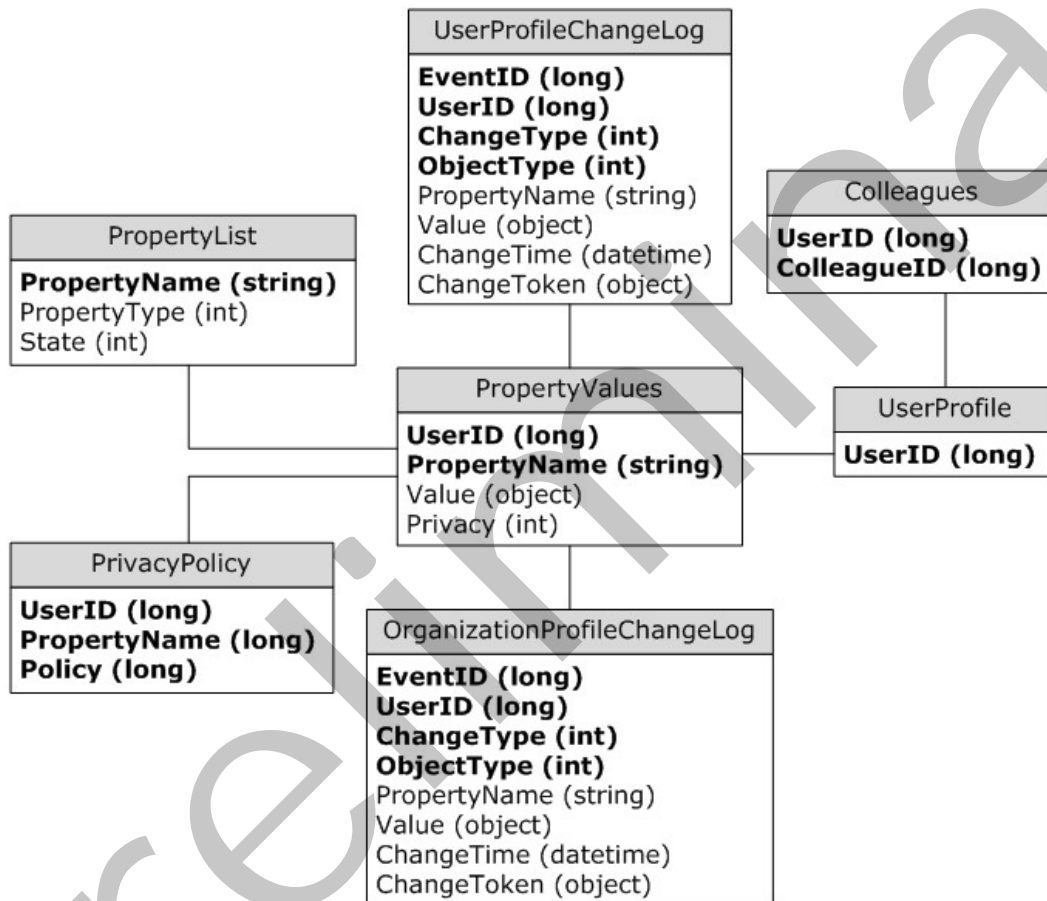 UserProfileChangeLog
EventID (long)
UserID (long)
ChangeType (int)
ObjectType (int)
PropertyName (string)
Value (object)
ChangeTime (datetime)
ChangeToken (object)
Colleagues
UserID (long)
ColleagueID (long)
PropertyList
PropertyName (string)
PropertyType (int)
State (int)
PropertyValues
UserID (long)
PropertyName (string)
Value (object)
Privacy (int)
UserProfile
UserID (long)
PrivacyPolicy
UserID (long)
PropertyName (long)
Policy (long)
OrganizationProfileChangeLog
EventID (long)
UserID (long)
ChangeType (int)
ObjectType (int)
PropertyName (string)
Value (object)
ChangeTime (datetime)
ChangeToken (object)
relimina